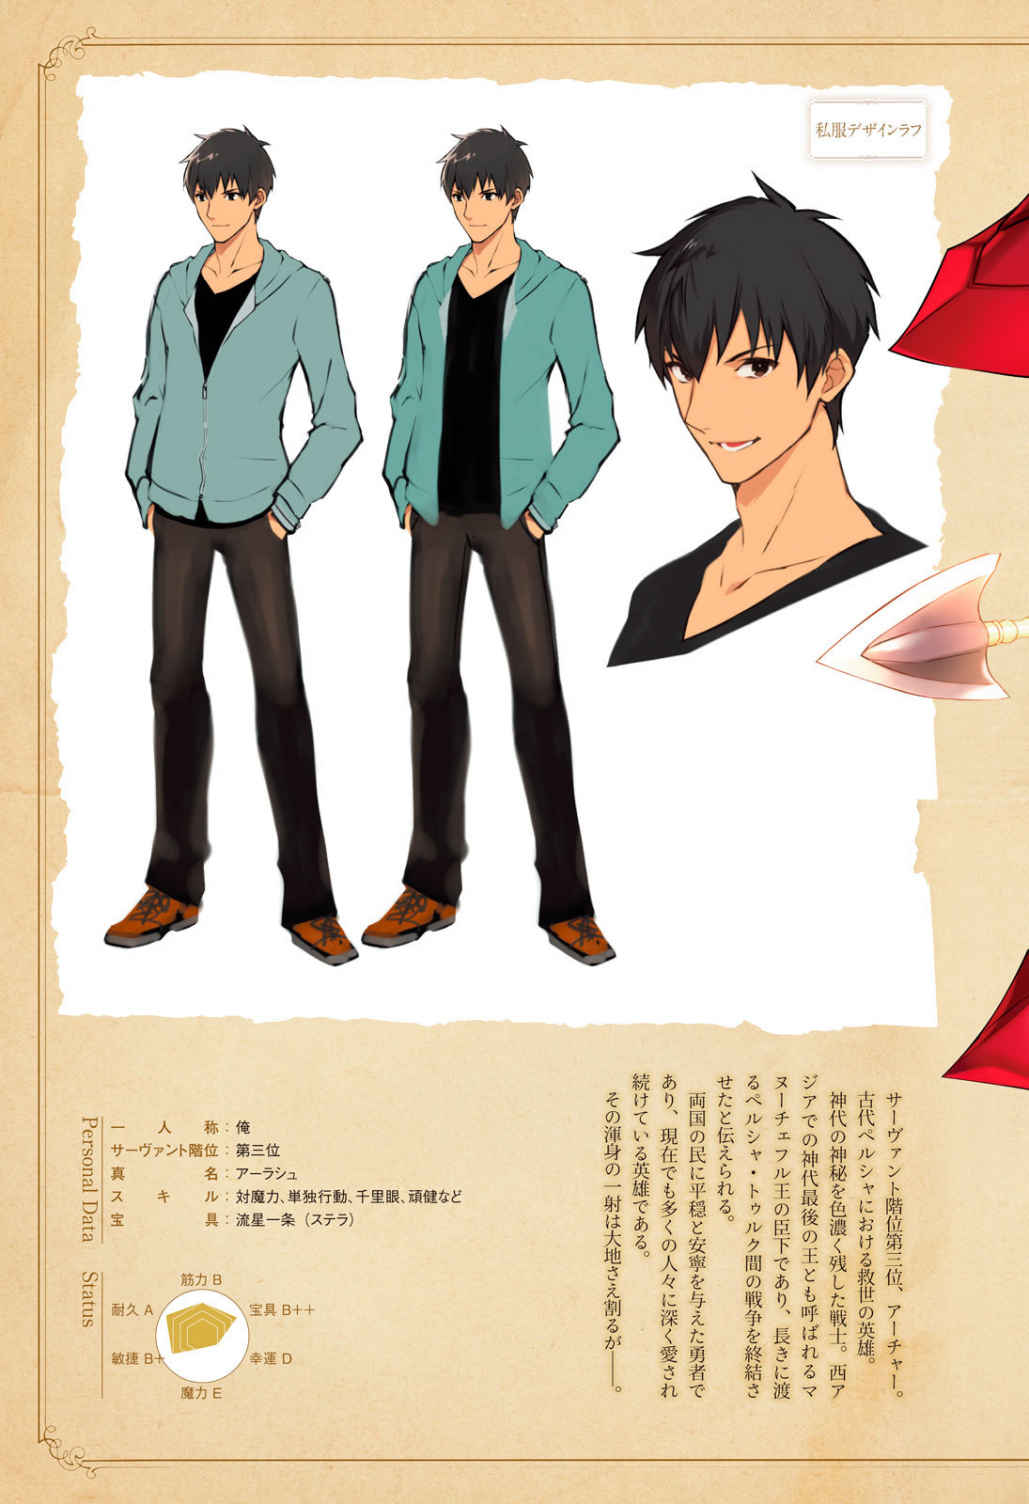 私服デザインラフ
サーヴァント階位第三位、アーチャー。
古代ペルシャにおける救世の英雄。
神代の神秘を色濃く残した戦士。西ア
ジアでの神代最後の王とも呼ばれるマ
ヌーチェフル王の臣下であり、長きに渡
るペルシャ・トゥルク間の戦争を終結さ
せたと伝えられる。
両国の民に平穏と安寧を与えた勇者で
あり、現在でも多くの人々に深く愛され
続けている英雄である。
その渾身の一射は大地さえ割るが――。
Personal Data
一人称：俺
サーヴァント階位：第三位
真名：アーラシュ
スキル：対魔力、単独行動、千里眼、頑健など
宝具：流星一条（ステラ）
Status
筋力 B
耐久 A
宝具 B++
敏捷 B+
幸運 D
魔力 E